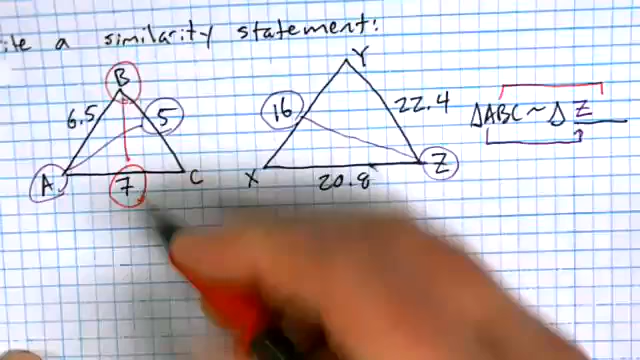 a similarity statement:
B
6.5
5
A
7
C
Y
16
22.4
X
20.8
Z
ΔABC ~ Δ Z